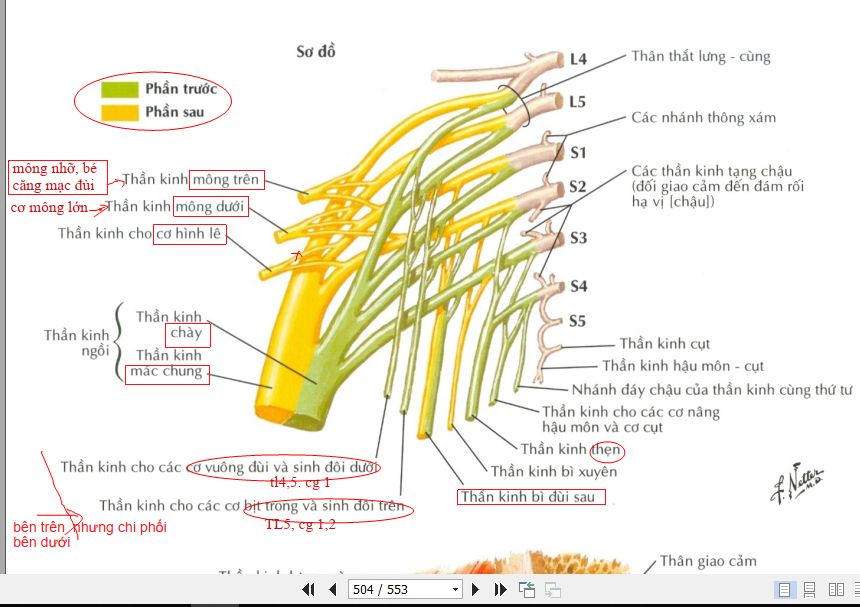 Sơ đồ
Phần trước
Phần sau
L4
L5
S1
S2
S3
S4
S5
Thân thắt lưng - cùng
Các nhánh thông xám
Các thần kinh tạng chậu
(đối giao cảm đến đám rối
hạ vị [chậu])
mông nhỡ, bé
căng mạc đùi
cơ mông lớn
Thần kinh mông trên
Thần kinh mông dưới
Thần kinh cho cơ hình lê
Thần kinh
ngồi
Thần kinh
chày
Thần kinh
mác chung
Thần kinh cụt
Thần kinh hậu môn - cụt
Nhánh đáy chậu của thần kinh cùng thứ tư
Thần kinh cho các cơ nâng
hậu môn và cơ cụt
Thần kinh thẹn
Thần kinh bì xuyên
Thần kinh bì đùi sau
Thần kinh cho các cơ vuông đùi và sinh đôi dưới
tl4,5. cg 1
Thần kinh cho các cơ bịt trong và sinh đôi trên
TL5, cg 1,2
bên trên nhưng chi phối
bên dưới
F. Netter
M.D.
Thân giao cảm
504 / 553